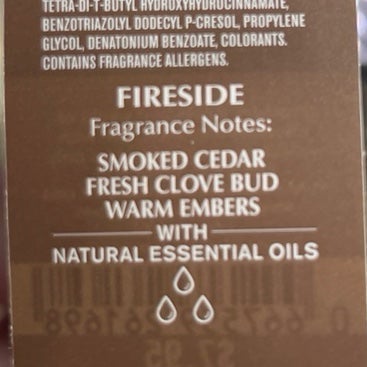 TETRA-DI-T-BUTYL HYDROXYHYDROCINNAMATE,
BENZOTRIAZOLYL DODECYL P-CRESOL, PROPYLENE
GLYCOL, DENATONIUM BENZOATE, COLORANTS.
CONTAINS FRAGRANCE ALLERGENS.
FIRESIDE
Fragrance Notes:
SMOKED CEDAR
FRESH CLOVE BUD
WARM EMBERS
WITH
NATURAL ESSENTIAL OILS